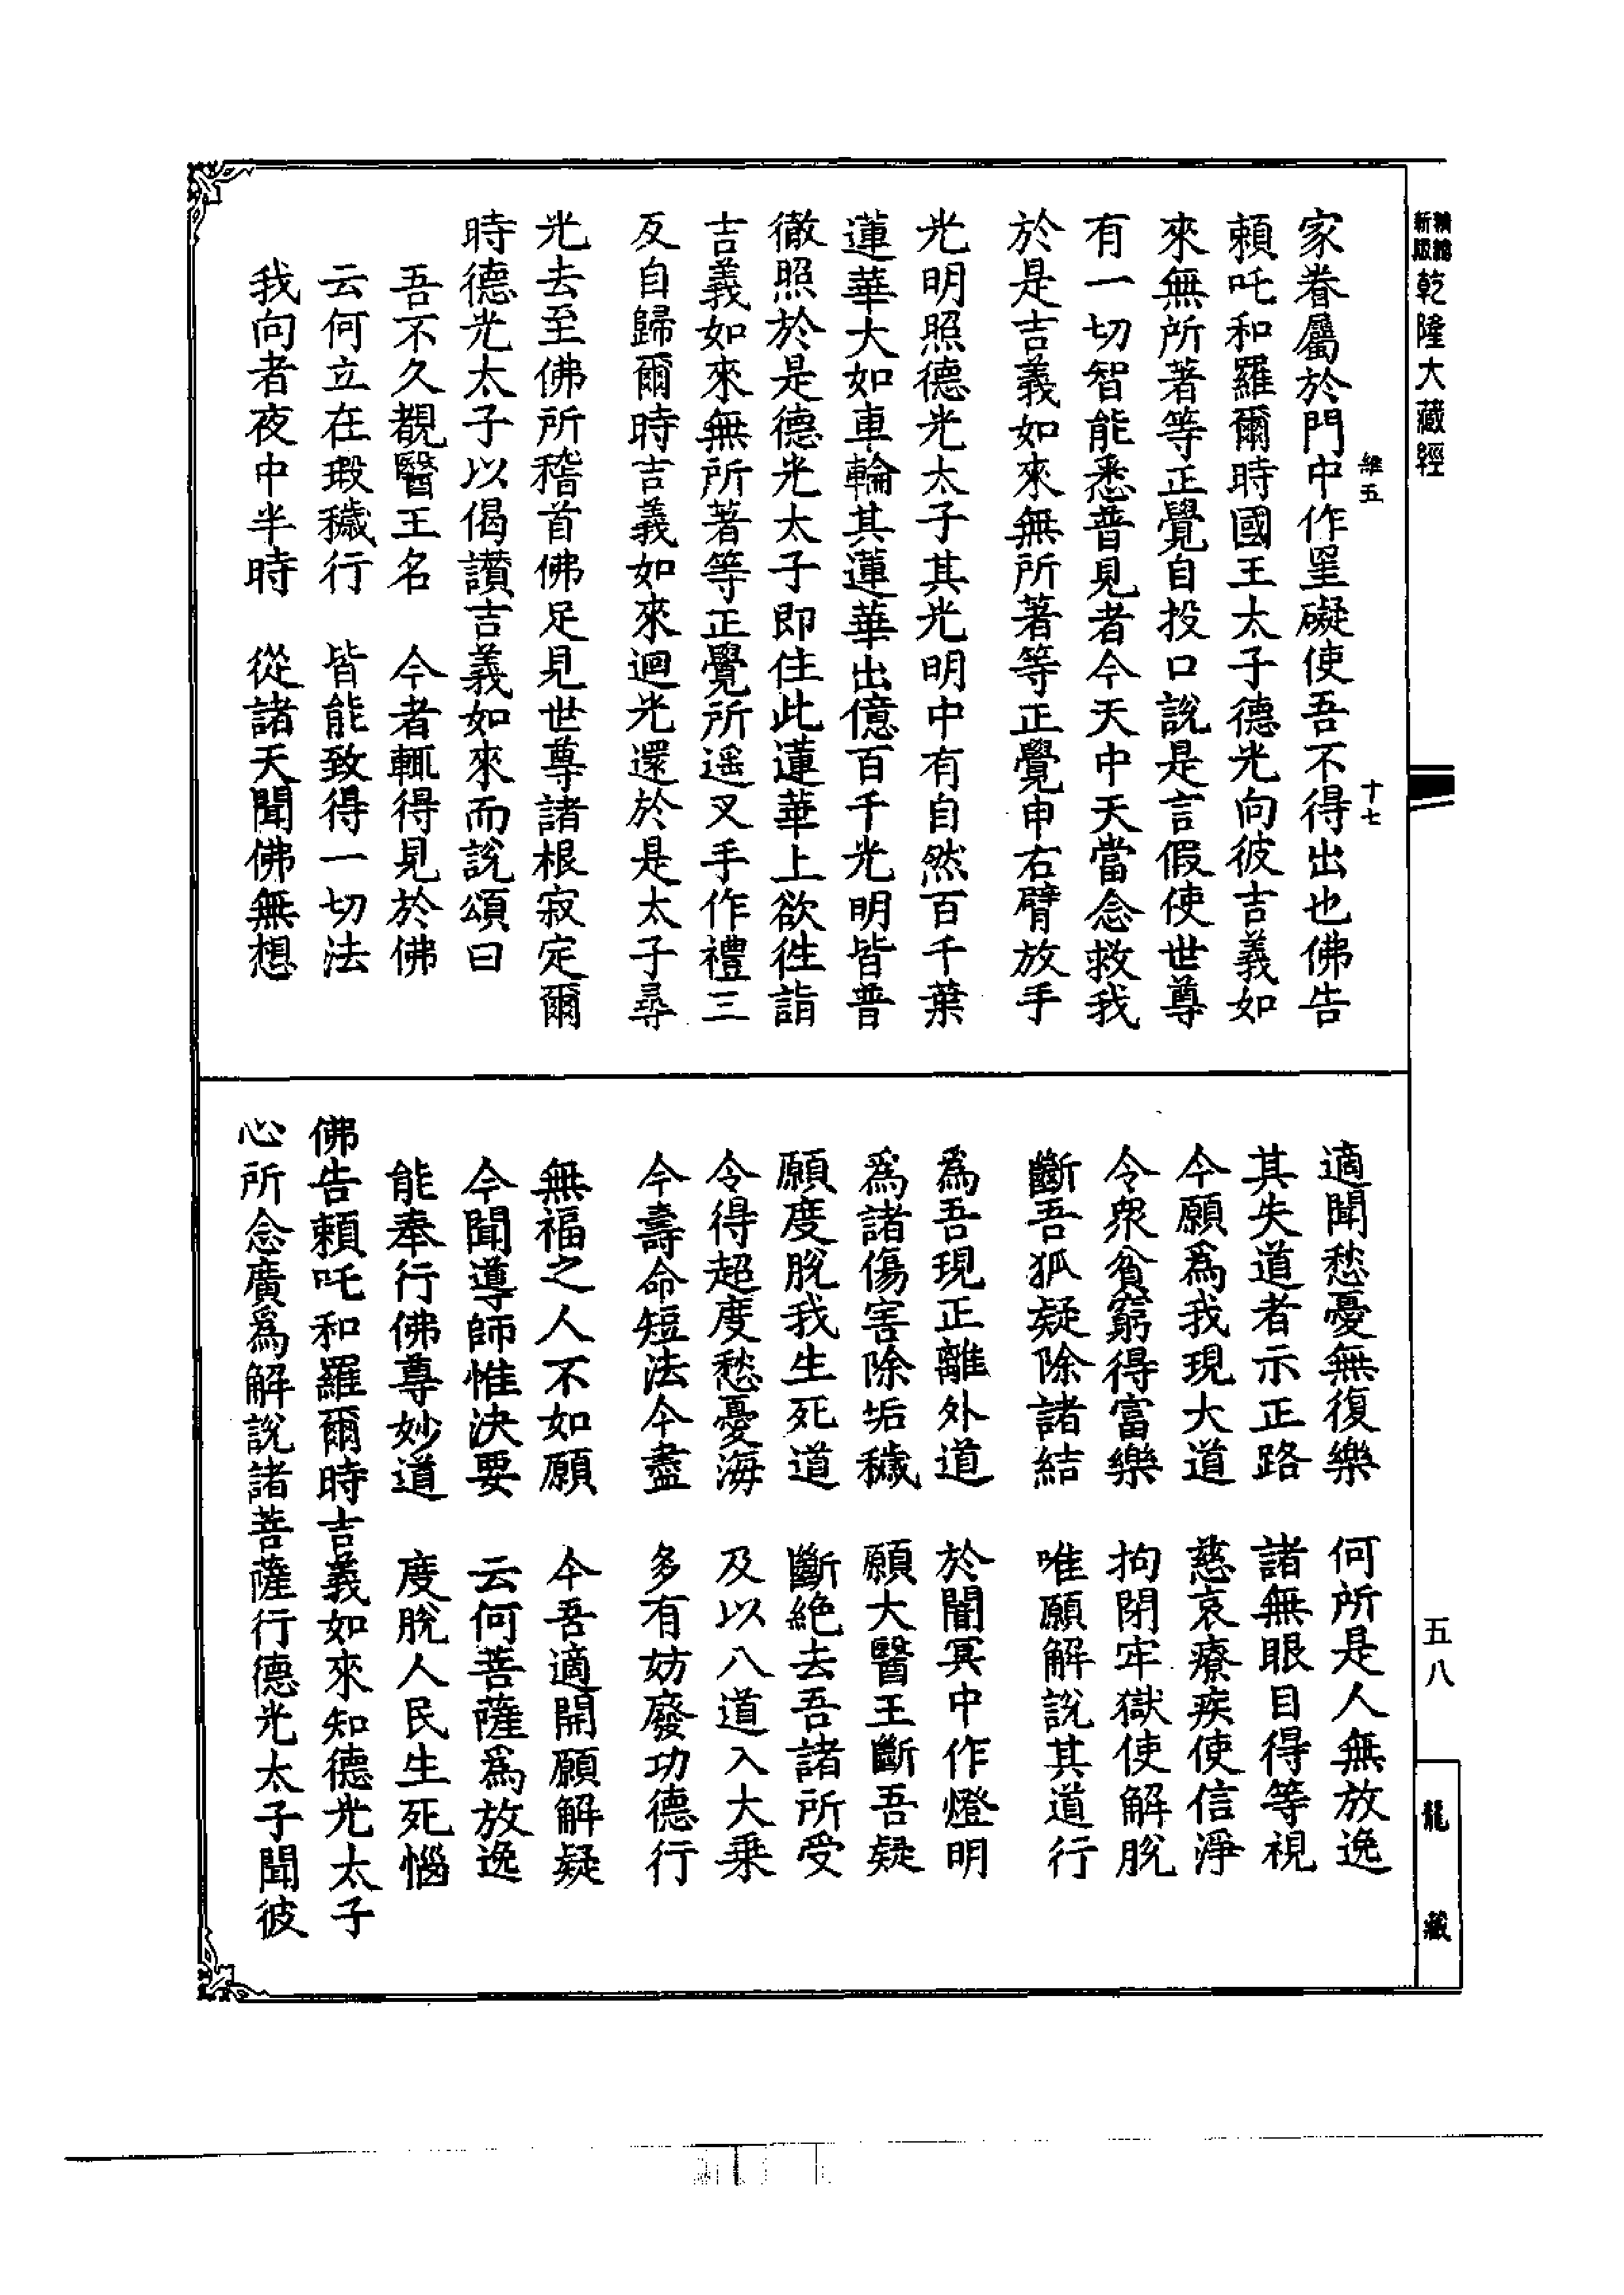 精繕
新版
乾隆大藏經
維五
十七
家眷屬於門中作罣礙使吾不得出也佛告
賴吒和羅爾時國王太子德光向彼吉義如
來無所著等正覺自投口說是言假使世尊
有一切智能悉普見者今天中天當念救我
於是吉義如來無所著等正覺申右臂放手
光明照德光太子其光明中有自然百千葉
蓮華大如車輪其蓮華出億百千光明皆普
徹照於是德光太子即住此蓮華上欲徃詣
吉義如來無所著等正覺所遥叉手作禮三
反自歸爾時吉義如來迴光還於是太子尋
光去至佛所稽首佛足見世尊諸根寂定爾
時德光太子以偈讚吉義如來而說頌曰
吾不久覩醫王名　今者輒得見於佛
云何立在瑕穢行　皆能致得一切法
我向者夜中半時　從諸天聞佛無想
適聞愁憂無復樂　何所是人無放逸
其失道者示正路　諸無眼目得等視
今願爲我現大道　慈哀療疾使信淨
令衆貧窮得富樂　拘閉牢獄使解脫
斷吾狐疑除諸結　唯願解說其道行
爲吾現正離外道　於闇冥中作燈明
爲諸傷害除垢穢　願大醫王斷吾疑
願度脫我生死道　斷絶去吾諸所受
令得超度愁憂海　及以八道入大乗
今壽命短法今盡　多有妨廢功德行
無福之人不如願　今吾適開願解疑
今聞導師惟決要　云何菩薩爲放逸
能奉行佛尊妙道　度脫人民生死惱
佛告賴吒和羅爾時吉義如來知德光太子
心所念廣爲解說諸菩薩行德光太子聞彼
五八
龍藏